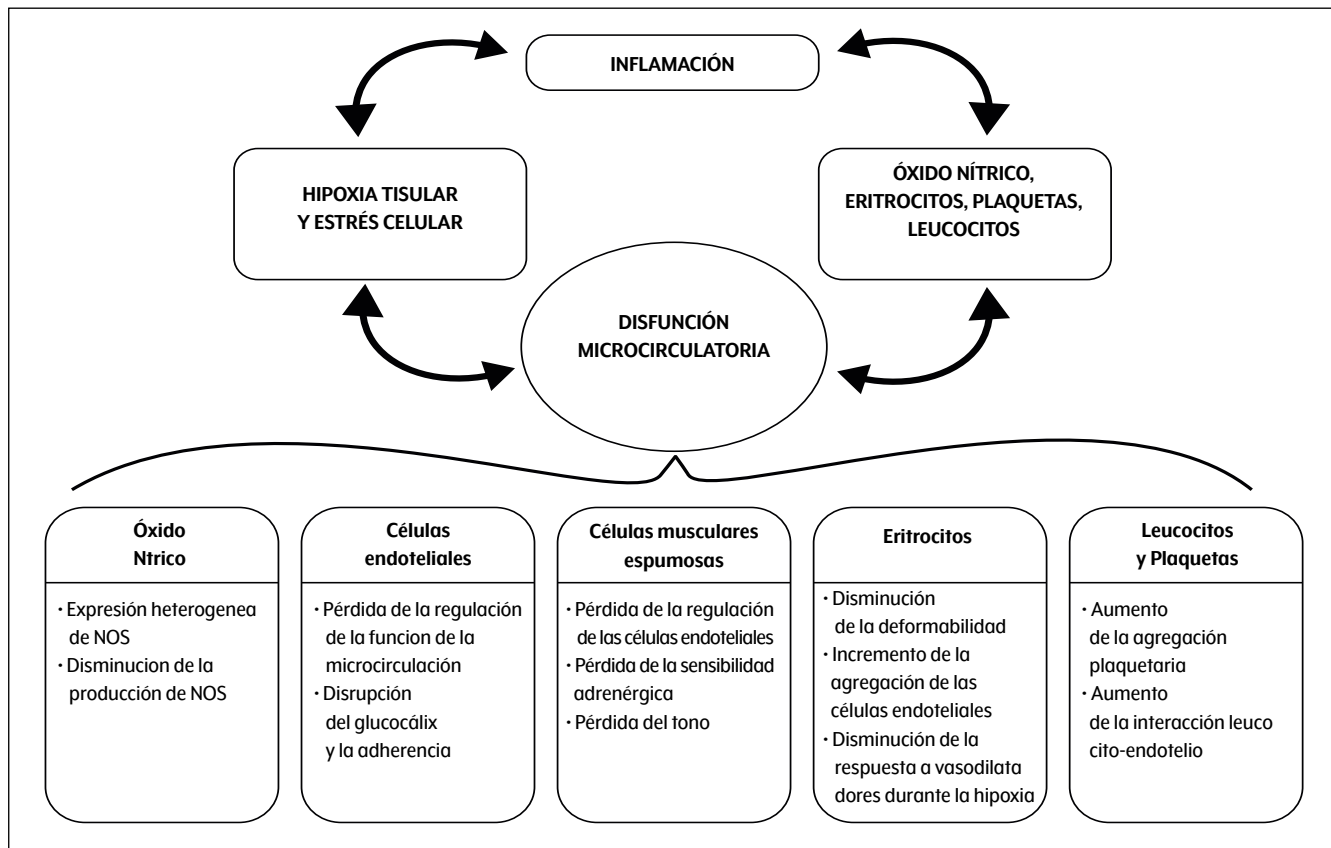 INFLAMACIÓN
HIPOXIA TISULAR
Y ESTRÉS CELULAR
ÓXIDO NÍTRICO,
ERITROCITOS, PLAQUETAS,
LEUCOCITOS
DISFUNCIÓN
MICROCIRCULATORIA
Óxido
Ntrico
· Expresión heterogenea
de NOS
· Disminucion de la
producción de NOS
Células
endoteliales
· Pérdida de la regulación
de la funcion de la
microcirculación
· Disrupción
del glucocálix
y la adherencia
Células musculares
espumosas
· Pérdida de la regulación
de las células endoteliales
· Pérdida de la sensibilidad
adrenérgica
· Pérdida del tono
Eritrocitos
· Disminución
de la deformabilidad
· Incremento de la
agregación de las
células endoteliales
· Disminución de la
respuesta a vasodilata
dores durante la hipoxia
Leucocitos
y Plaquetas
· Aumento
de la agregación
plaquetaria
· Aumento
de la interacción leuco
cito-endotelio